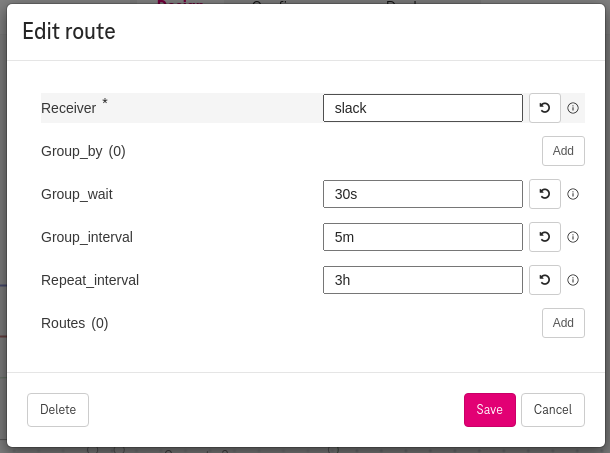 Edit route
Receiver *
slack
Group_by (0)
Add
Group_wait
30s
Group_interval
5m
Repeat_interval
3h
Routes (0)
Add
Delete
Save
Cancel